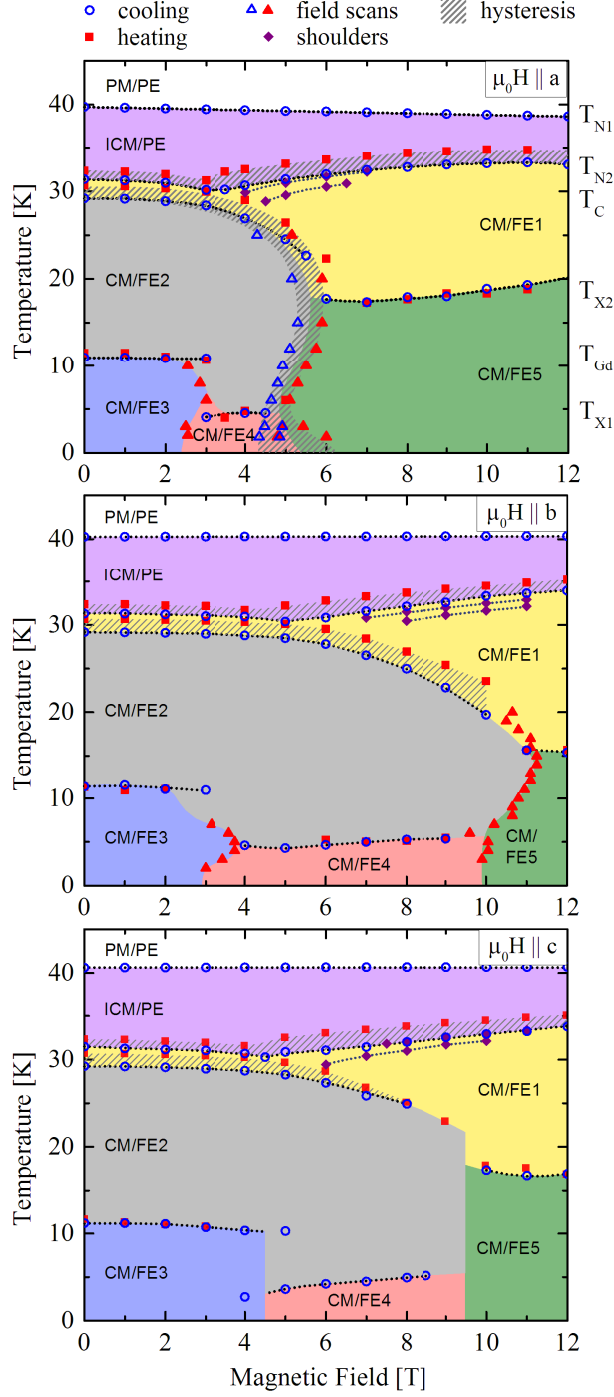 cooling field scans hysteresis
heating shoulders
μ₀H || a
PM/PE
40
T_N1
ICM/PE
T_N2
30
T_C
CM/FE1
Temperature [K]
20
CM/FE2
T_X2
T_Gd
10
CM/FE5
CM/FE3
T_X1
CM/FE4
0
0 2 4 6 8 10 12
μ₀H || b
PM/PE
40
ICM/PE
30
CM/FE1
Temperature [K]
20
CM/FE2
10
CM/FE3
CM/
FE5
CM/FE4
0
0 2 4 6 8 10 12
μ₀H || c
PM/PE
40
ICM/PE
30
CM/FE1
Temperature [K]
CM/FE2
20
10
CM/FE5
CM/FE3
CM/FE4
0
0 2 4 6 8 10 12
Magnetic Field [T]